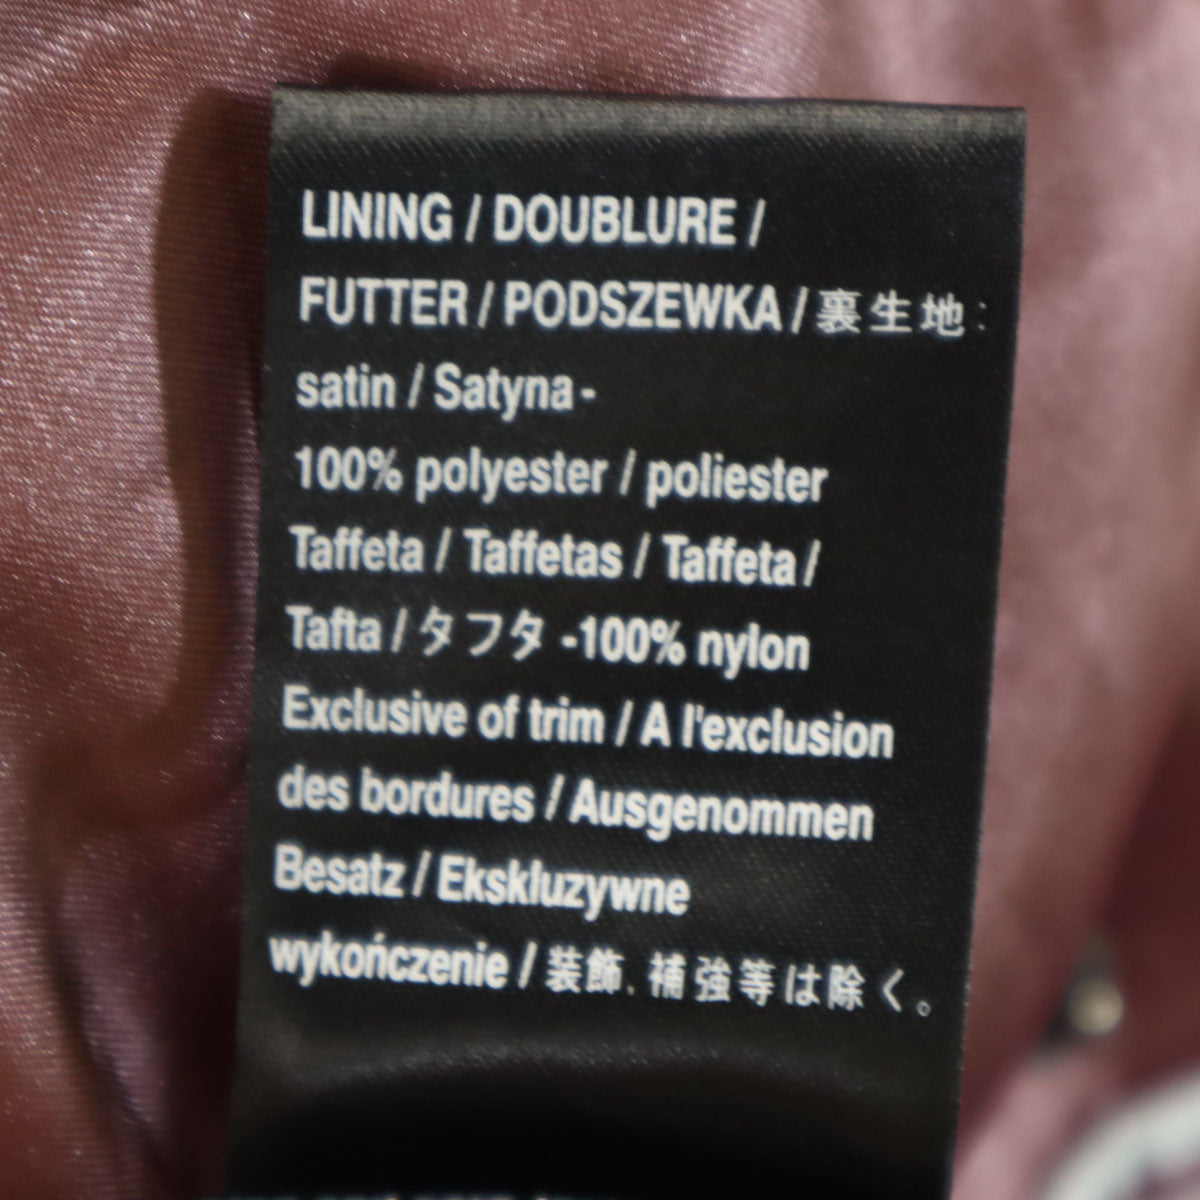 LINING / DOUBLURE /
FUTTER / PODSZEWKA / 裏生地:
satin / Satyna -
100% polyester / poliester
Taffeta / Taffetas / Taffeta /
Tafta / タフタ -100% nylon
Exclusive of trim / A l'exclusion
des bordures / Ausgenommen
Besatz / Ekskluzywne
wykończenie / 装飾、補強等は除く。